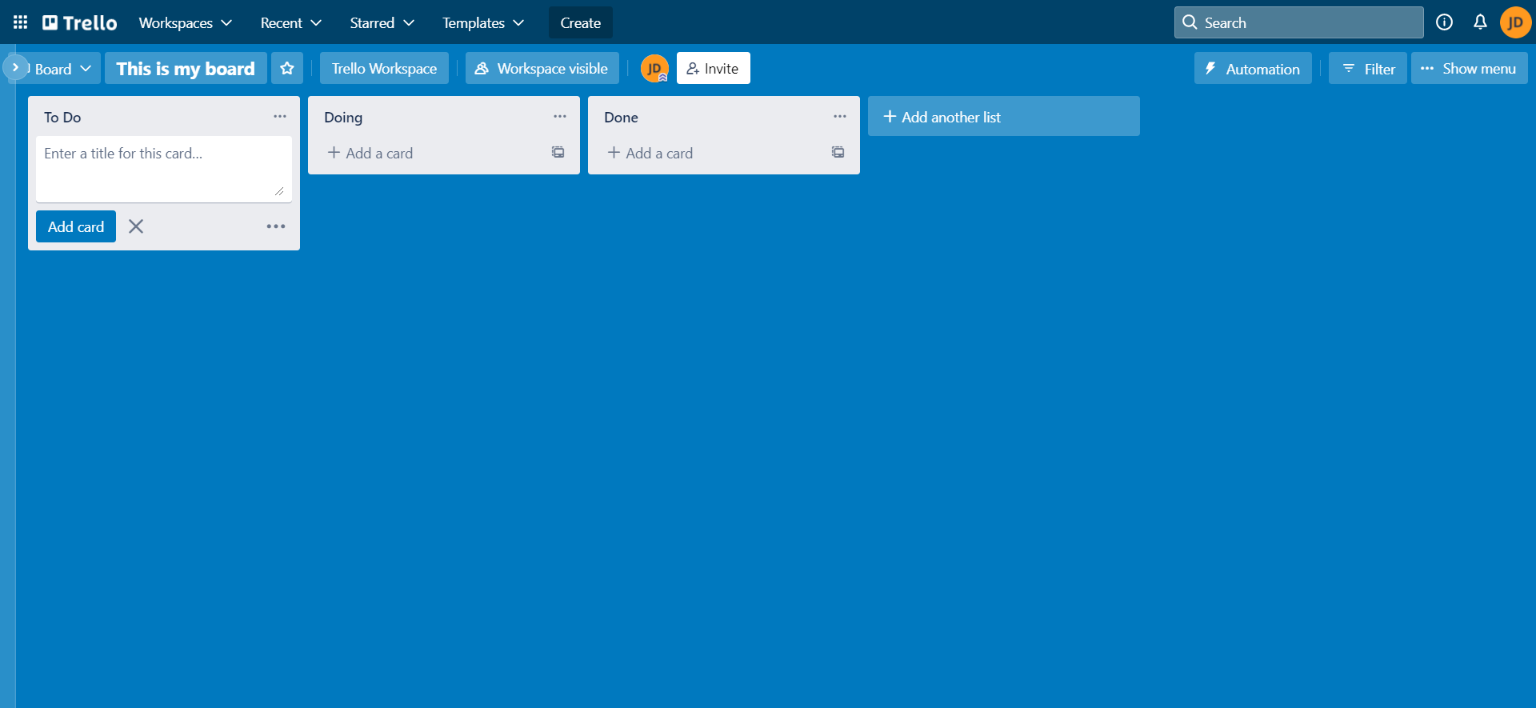 Trello Workspaces Recent Starred Templates Create Search JD
Board This is my board Trello Workspace Workspace visible JD Invite Automation Filter Show menu
To Do
Enter a title for this card...
Add card
Doing
Add a card
Done
Add a card
Add another list